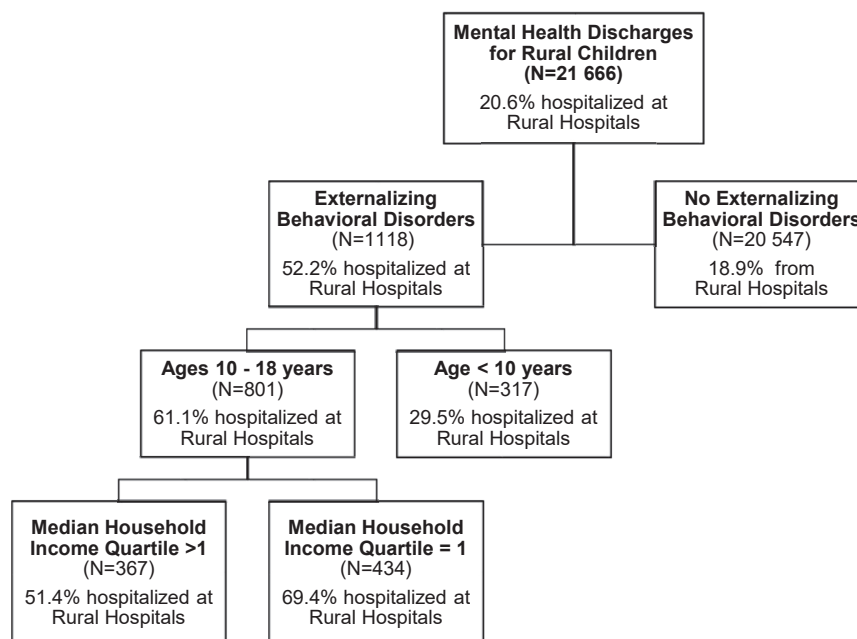 Mental Health Discharges
for Rural Children
(N=21 666)
20.6% hospitalized at
Rural Hospitals
Externalizing
Behavioral Disorders
(N=1118)
52.2% hospitalized at
Rural Hospitals
No Externalizing
Behavioral Disorders
(N=20 547)
18.9% from
Rural Hospitals
Ages 10 - 18 years
(N=801)
61.1% hospitalized at
Rural Hospitals
Age < 10 years
(N=317)
29.5% hospitalized at
Rural Hospitals
Median Household
Income Quartile >1
(N=367)
51.4% hospitalized at
Rural Hospitals
Median Household
Income Quartile = 1
(N=434)
69.4% hospitalized at
Rural Hospitals